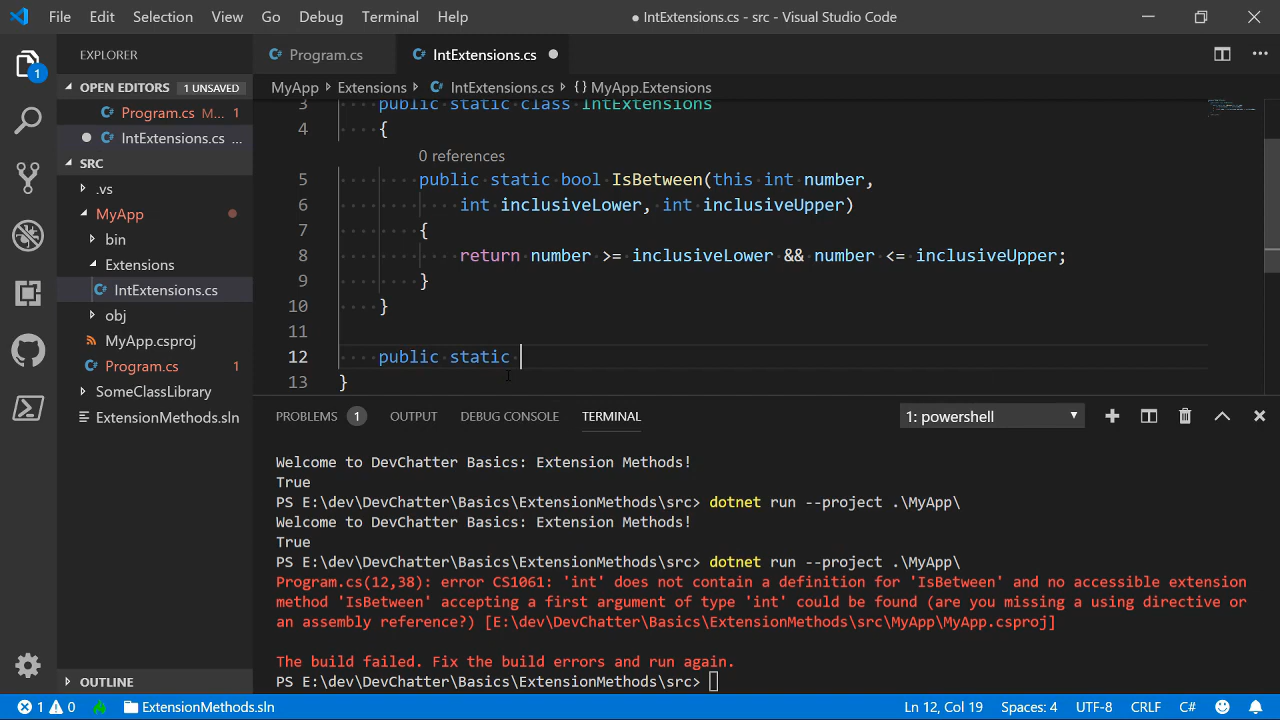 File Edit Selection View Go Debug Terminal Help
● IntExtensions.cs - src - Visual Studio Code
EXPLORER
Program.cs
IntExtensions.cs
1
OPEN EDITORS 1 UNSAVED
MyApp Extensions IntExtensions.cs {} MyApp.Extensions
Program.cs M... 1
IntExtensions.cs ...
SRC
.vs
MyApp
bin
Extensions
IntExtensions.cs
obj
MyApp.csproj
Program.cs 1
SomeClassLibrary
ExtensionMethods.sln
OUTLINE
3 public static class IntExtensions
4 {
0 references
5 public static bool IsBetween(this int number,
6 int inclusiveLower, int inclusiveUpper)
7 {
8 return number >= inclusiveLower && number <= inclusiveUpper;
9 }
10 }
11
12 public static
13 }
PROBLEMS 1 OUTPUT DEBUG CONSOLE TERMINAL 1: powershell
Welcome to DevChatter Basics: Extension Methods!
True
PS E:\dev\DevChatter\Basics\ExtensionMethods\src> dotnet run --project .\MyApp\
Welcome to DevChatter Basics: Extension Methods!
True
PS E:\dev\DevChatter\Basics\ExtensionMethods\src> dotnet run --project .\MyApp\
Program.cs(12,38): error CS1061: 'int' does not contain a definition for 'IsBetween' and no accessible extension
method 'IsBetween' accepting a first argument of type 'int' could be found (are you missing a using directive or
an assembly reference?) [E:\dev\DevChatter\Basics\ExtensionMethods\src\MyApp\MyApp.csproj]
The build failed. Fix the build errors and run again.
PS E:\dev\DevChatter\Basics\ExtensionMethods\src>
1 0 ExtensionMethods.sln Ln 12, Col 19 Spaces: 4 UTF-8 CRLF C#